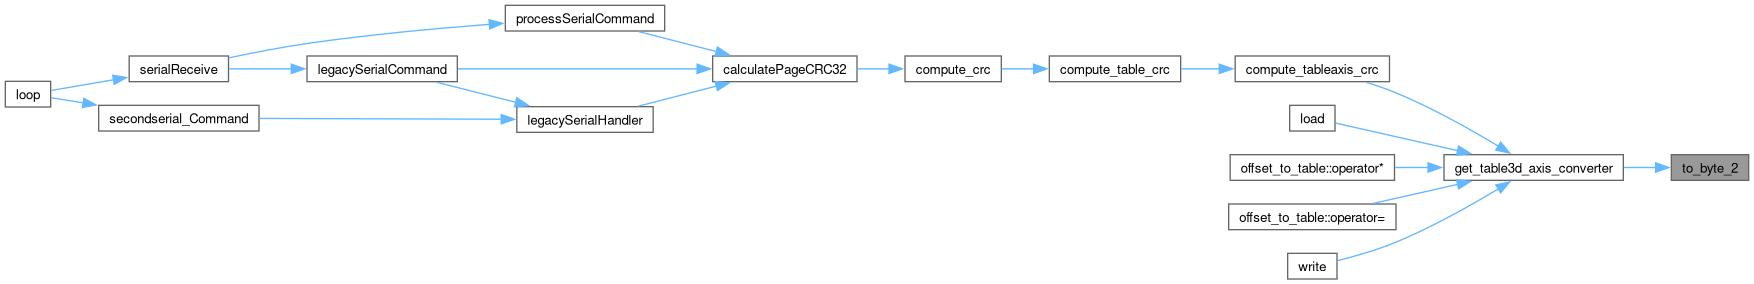 processSerialCommand
serialReceive
legacySerialCommand
calculatePageCRC32
compute_crc
compute_table_crc
compute_tableaxis_crc
loop
secondserial_Command
legacySerialHandler
load
offset_to_table::operator*
get_table3d_axis_converter
to_byte_2
offset_to_table::operator=
write